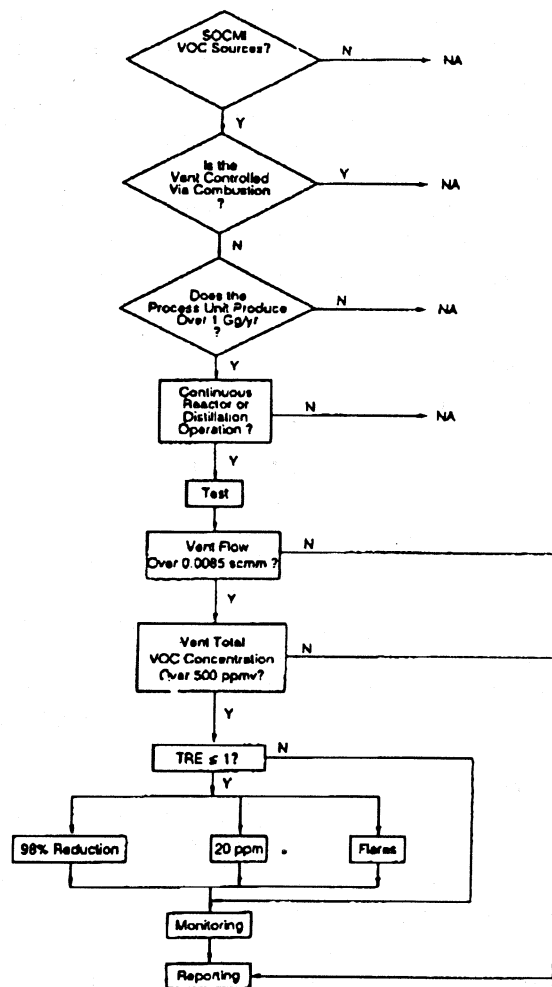 SOCMI
VOC Sources?
N
NA
Y
Is the
Vent Controlled
Via Combustion
?
Y
NA
N
Does the
Process Unit Produce
Over 1 Gg/yr
?
N
NA
Y
Continuous
Reactor or
Distillation
Operation ?
N
NA
Y
Test
Vent Flow
Over 0.0085 scmm ?
N
Y
Vent Total
VOC Concentration
Over 500 ppmv?
N
Y
TRE ≤ 1?
N
Y
98% Reduction
20 ppm
Flares
Monitoring
Reporting